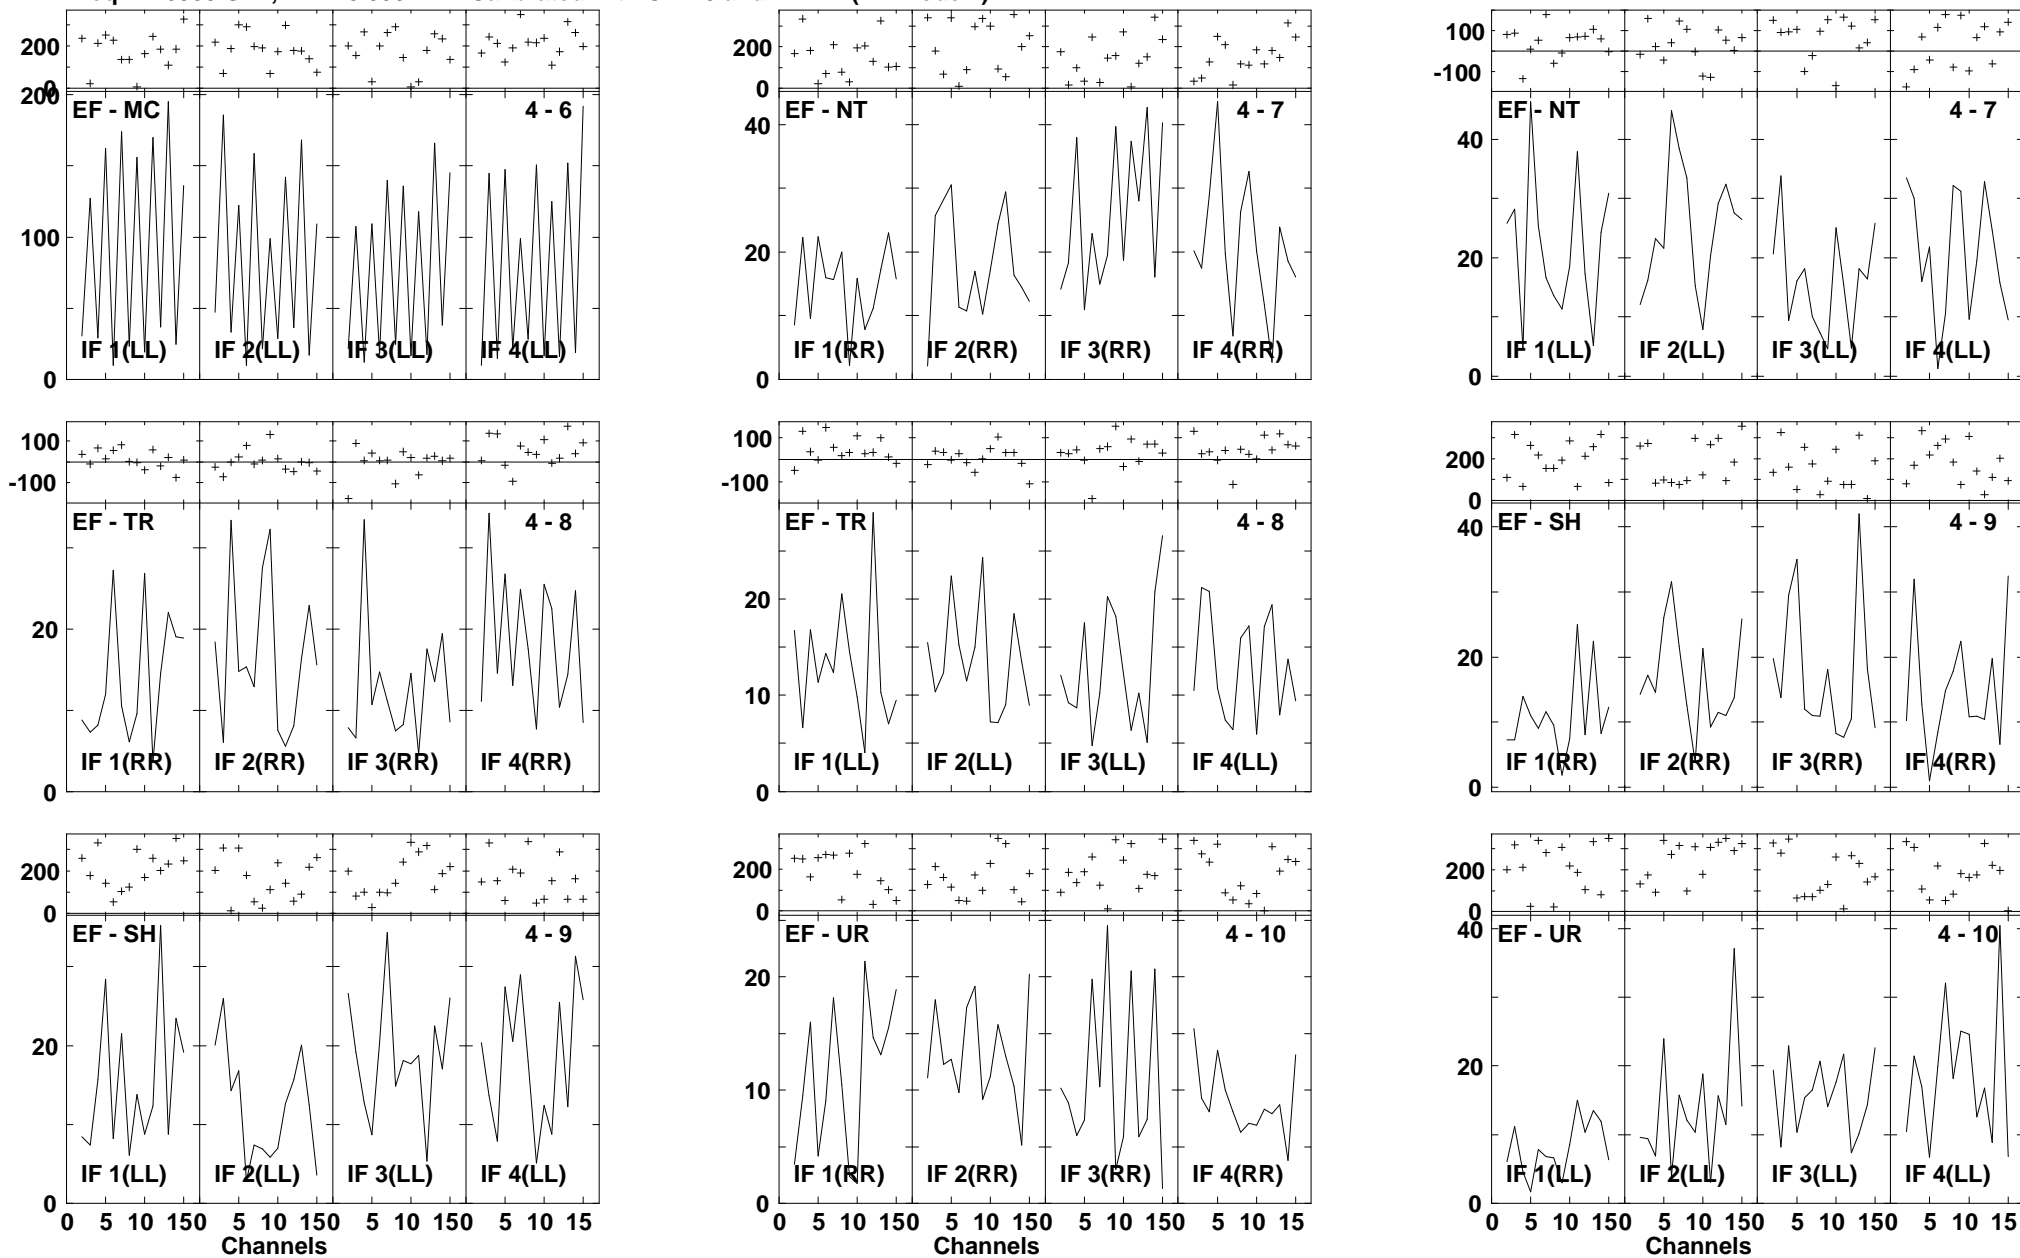 200
0
200
EF - MC
4 - 6
100
IF 1(LL)
IF 2(LL)
IF 3(LL)
IF 4(LL)
0
200
0
EF - NT
4 - 7
40
20
IF 1(RR)
IF 2(RR)
IF 3(RR)
IF 4(RR)
0
100
-100
EF - NT
4 - 7
40
20
IF 1(LL)
IF 2(LL)
IF 3(LL)
IF 4(LL)
0
100
-100
EF - TR
4 - 8
20
IF 1(RR)
IF 2(RR)
IF 3(RR)
IF 4(RR)
0
100
-100
EF - TR
4 - 8
20
10
IF 1(LL)
IF 2(LL)
IF 3(LL)
IF 4(LL)
0
200
0
EF - SH
4 - 9
40
20
IF 1(RR)
IF 2(RR)
IF 3(RR)
IF 4(RR)
0
200
0
EF - SH
4 - 9
20
IF 1(LL)
IF 2(LL)
IF 3(LL)
IF 4(LL)
0
0 5 10 150 5 10 150 5 10 150 5 10 15
Channels
200
0
EF - UR
4 - 10
20
10
IF 1(RR)
IF 2(RR)
IF 3(RR)
IF 4(RR)
0
0 5 10 150 5 10 150 5 10 150 5 10 15
Channels
200
0
EF - UR
4 - 10
40
20
IF 1(LL)
IF 2(LL)
IF 3(LL)
IF 4(LL)
0
0 5 10 150 5 10 150 5 10 150 5 10 15
Channels